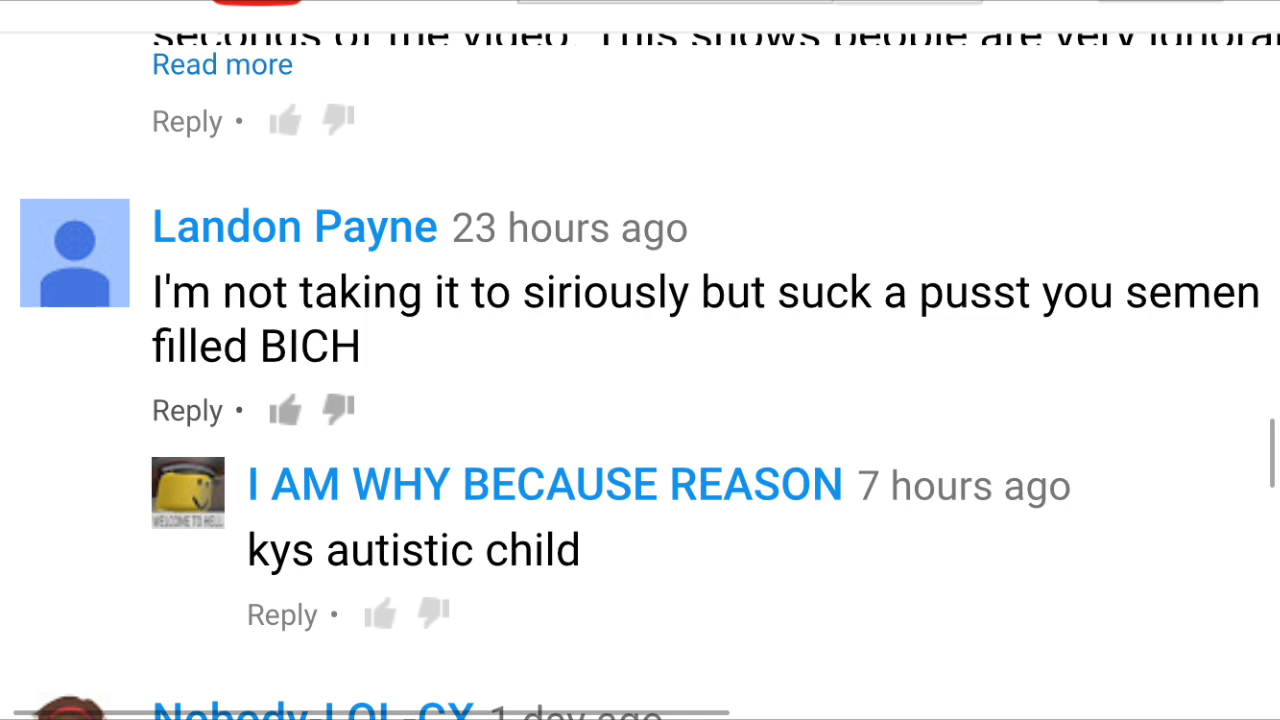 seconds of the video. This shows people are very
Read more
Reply •
Landon Payne 23 hours ago
I'm not taking it to siriously but suck a pusst you semen
filled BICH
Reply •
I AM WHY BECAUSE REASON 7 hours ago
WELCOME TO HELL
kys autistic child
Reply •
Nobody-LOL-CX 1 day ago